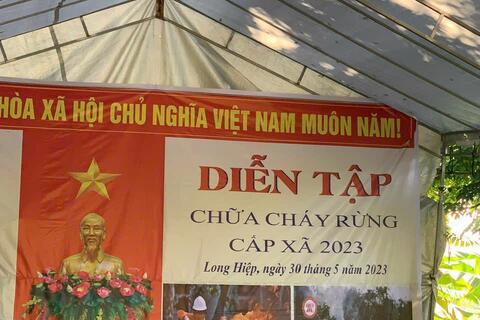 HÒA XÃ HỘI CHỦ NGHĨA VIỆT NAM MUÔN NĂM!
DIỄN TẬP
CHỮA CHÁY RỪNG
CẤP XÃ 2023
Long Hiệp, ngày 30 tháng 5 năm 2023